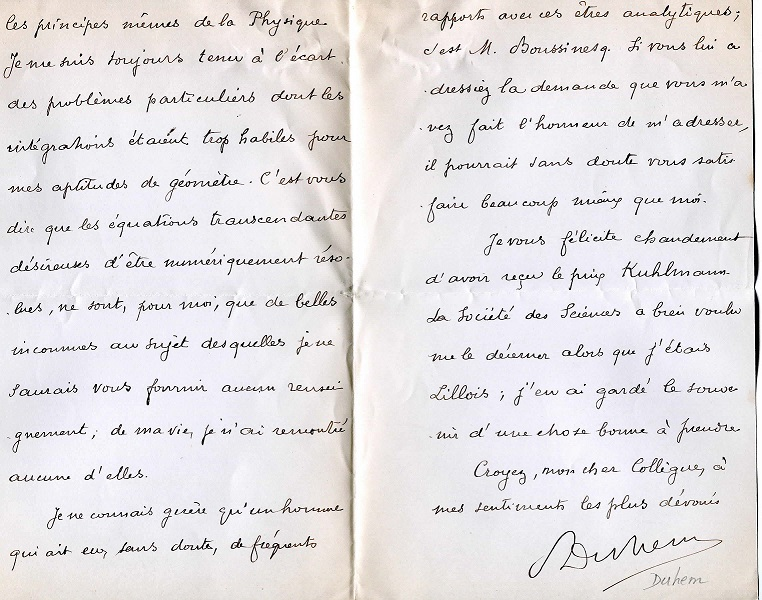 les principes mêmes de la Physique
Je me suis toujours tenu à l'écart
des problèmes particuliers dont les
intégrations étaient trop habiles pour
mes aptitudes de géomètre. C'est vous
dire que les équations transcendantes
désireuses d'être numériquement réso-
-lues, ne sont, pour moi, que de belles
inconnues au sujet desquelles je ne
saurais vous fournir aucun rensei
-gnement; de ma vie, je n'ai rencontré
aucune d'elles.
Je ne connais guère qu'un homme
qui ait eu, sans doute, de fréquents
rapports avec ces êtres analytiques;
c'est M. Boussinesq. Si vous lui a
-dressiez la demande que vous m'a
-vez fait l'honneur de m'adresser,
il pourrait sans doute vous satis
-faire beaucoup mieux que moi.
Je vous félicite chaudement
d'avoir reçu le prix Kuhlmann.
La Société des Sciences a bien voulu
me le décerner alors que j'étais
Lillois; j'en ai gardé le souve
-nir d'une chose bonne à prendre
Croyez, mon cher Collègue, à
mes sentiments les plus dévoués
Duhem
Duhem